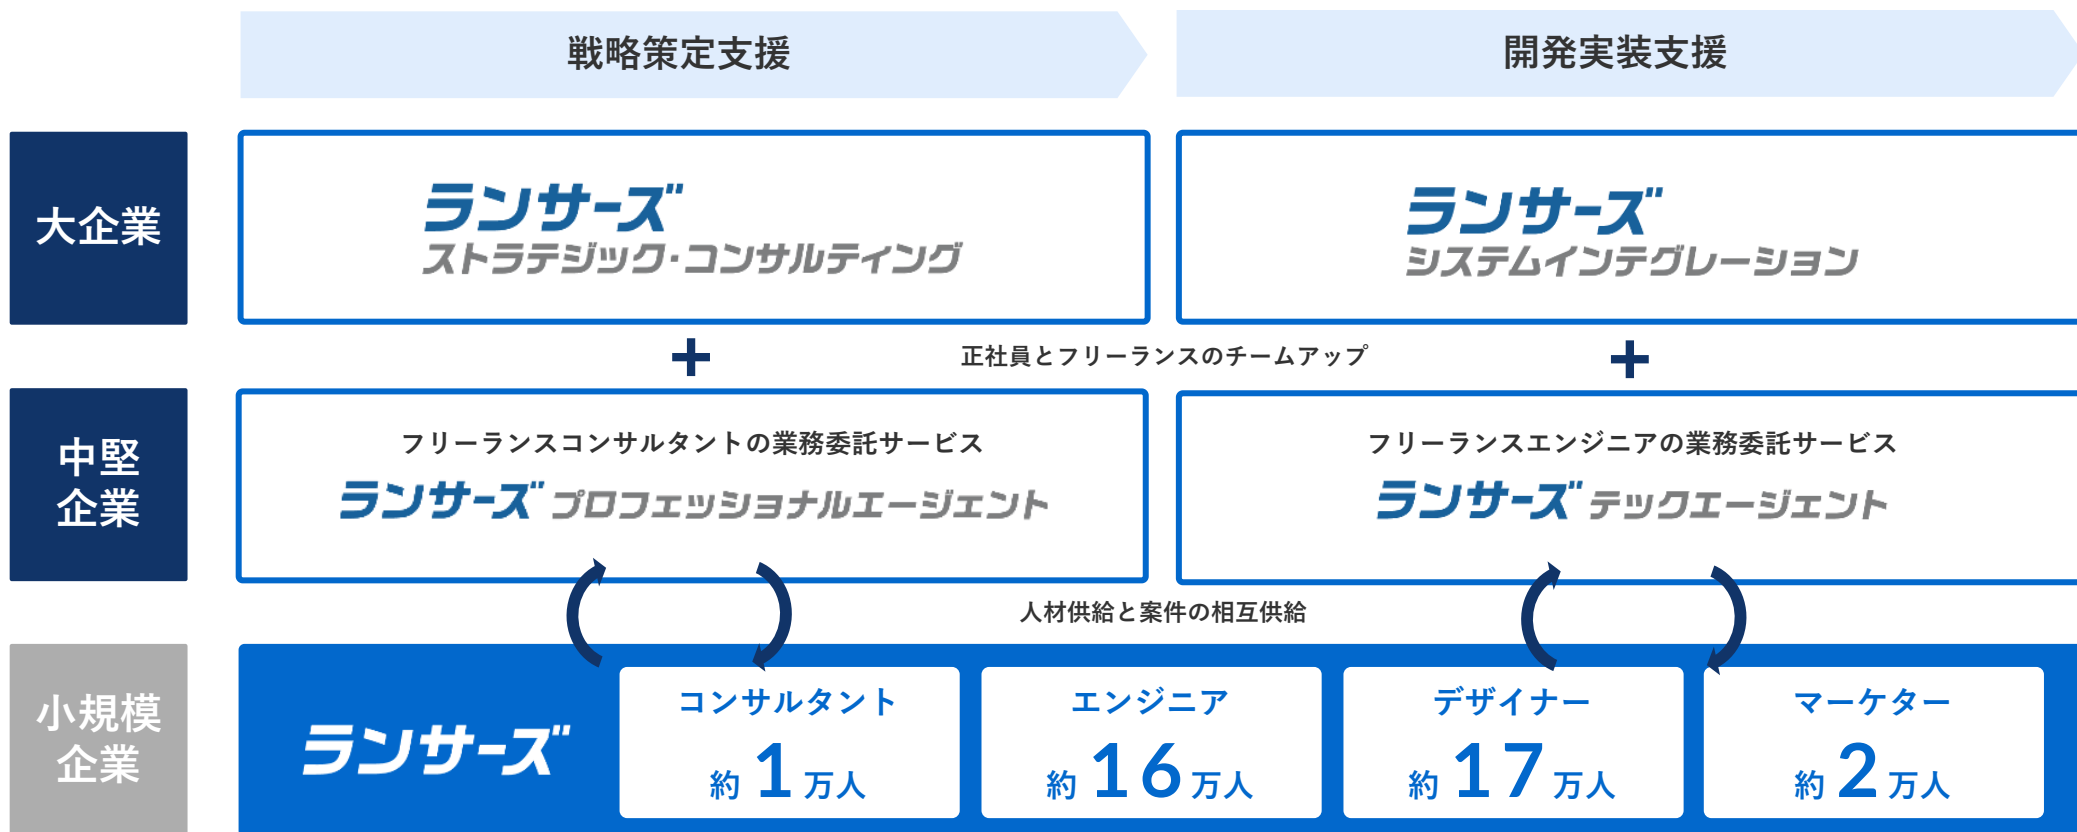 戦略策定支援
開発実装支援
大企業
ランサーズ
ストラテジック・コンサルティング
ランサーズ
システムインテグレーション
+
正社員とフリーランスのチームアップ
+
中堅
企業
フリーランスコンサルタントの業務委託サービス
ランサーズ プロフェッショナルエージェント
フリーランスエンジニアの業務委託サービス
ランサーズ テックエージェント
人材供給と案件の相互供給
小規模
企業
ランサーズ
コンサルタント
約 1 万人
エンジニア
約 16 万人
デザイナー
約 17 万人
マーケター
約 2 万人